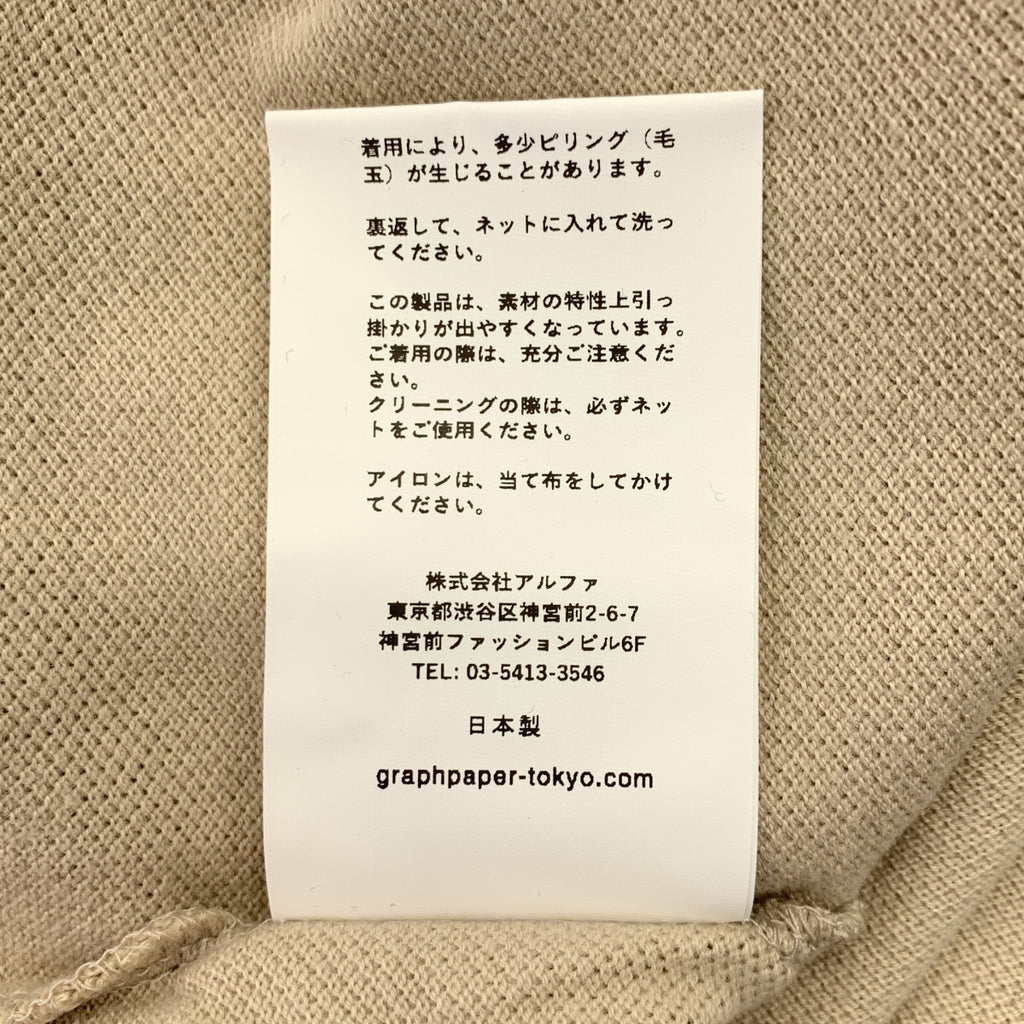 着用により、多少ピリング（毛
玉）が生じることがあります。
裏返して、ネットに入れて洗っ
てください。
この製品は、素材の特性上引っ
掛かりが出やすくなっています。
ご着用の際は、充分ご注意くだ
さい。
クリーニングの際は、必ずネッ
トをご使用ください。
アイロンは、当て布をしてかけ
てください。
株式会社アルファ
東京都渋谷区神宮前2-6-7
神宮前ファッションビル6F
TEL: 03-5413-3546
日本製
graphpaper-tokyo.com